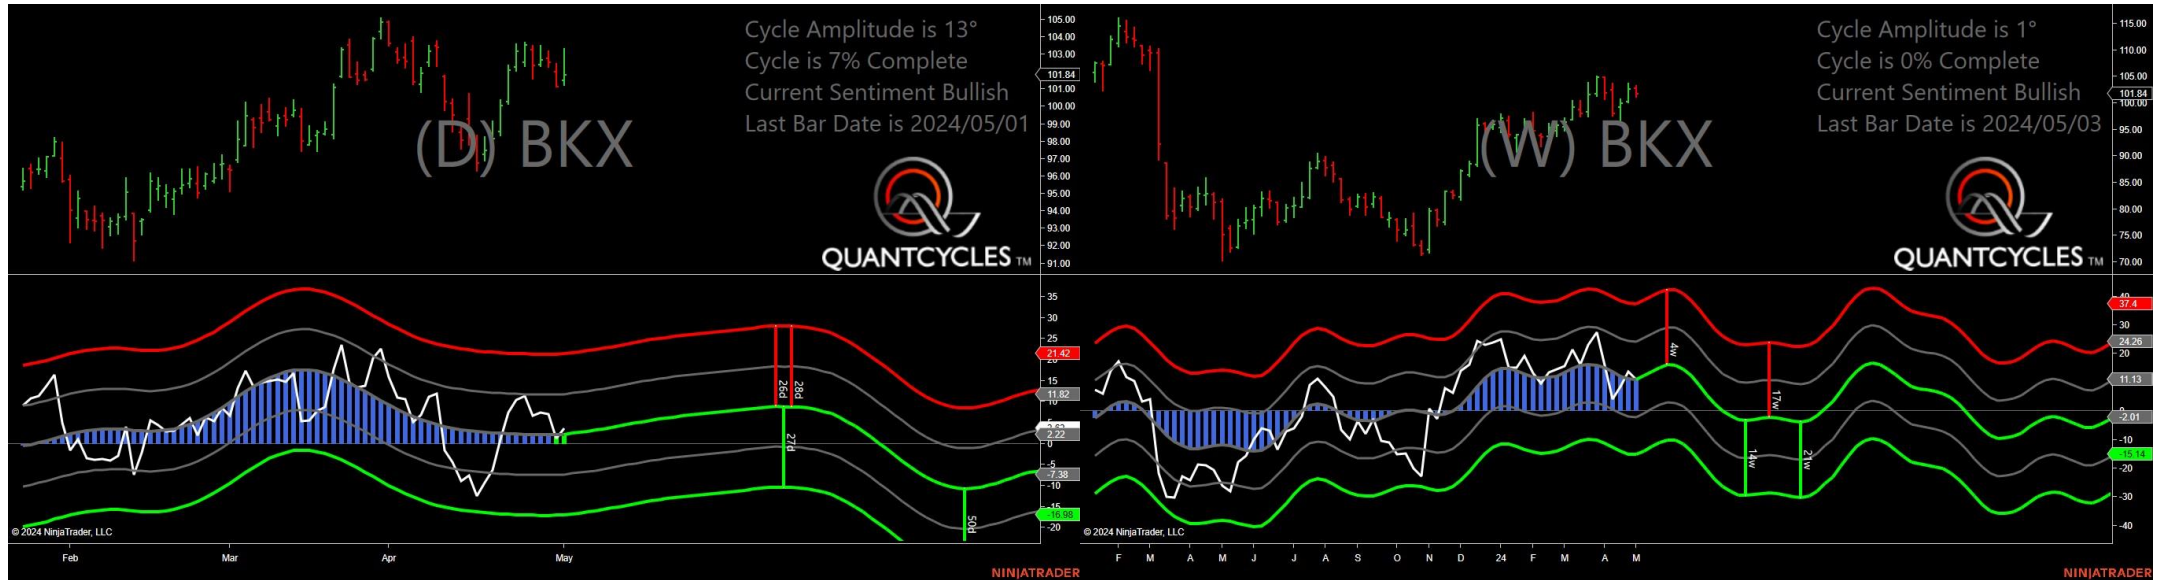 Cycle Amplitude is 13°
Cycle is 7% Complete
Current Sentiment Bullish
Last Bar Date is 2024/05/01
(D) BKX
QUANTCYCLES TM
105.00
104.00
103.00
101.84
101.00
100.00
99.00
98.00
97.00
96.00
95.00
94.00
93.00
92.00
91.00
35
30
25
21.42
15
11.82
10
2.22
0
-5
-7.38
-10
-15
-16.98
-20
26d
28d
27d
50d
© 2024 NinjaTrader, LLC
Feb
Mar
Apr
May
NINJATRADER
Cycle Amplitude is 1°
Cycle is 0% Complete
Current Sentiment Bullish
Last Bar Date is 2024/05/03
(W) BKX
QUANTCYCLES TM
115.00
110.00
105.00
101.84
100.00
95.00
90.00
85.00
80.00
75.00
70.00
40
37.4
30
24.26
20
11.13
-2.01
-10
-15.14
-20
-30
-40
4w
17w
14w
21w
© 2024 NinjaTrader, LLC
F
M
A
M
J
J
A
S
O
N
D
24
F
M
A
M
NINJATRADER